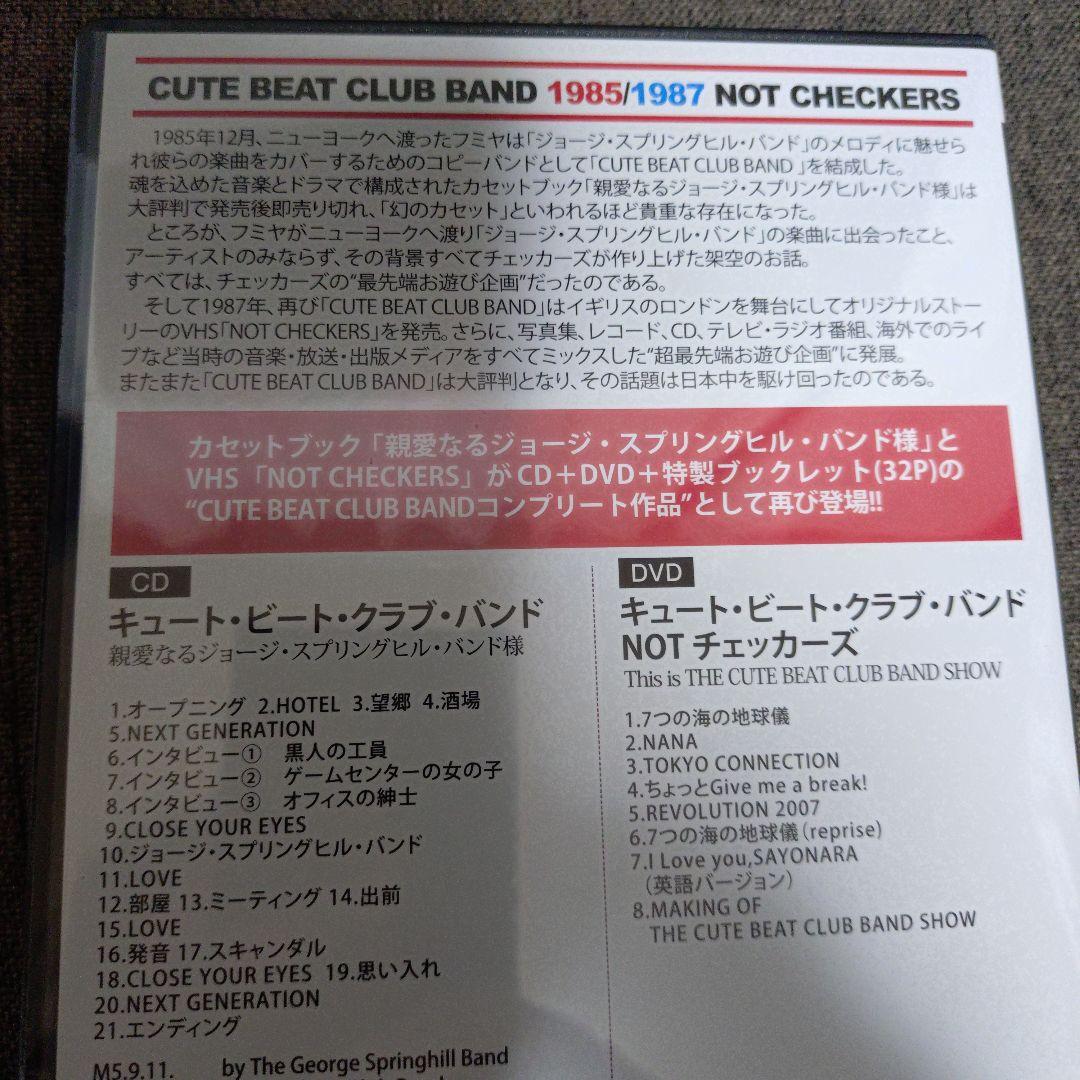 CUTE BEAT CLUB BAND 1985/1987 NOT CHECKERS
1985年12月、ニューヨークへ渡ったフミヤは「ジョージ・スプリングヒル・バンド」のメロディに魅せら
れ彼らの楽曲をカバーするためのコピーバンドとして「CUTE BEAT CLUB BAND 」を結成した。
魂を込めた音楽とドラマで構成されたカセットブック「親愛なるジョージ・スプリングヒル・バンド様」は
大評判で発売後即売り切れ、「幻のカセット」といわれるほど貴重な存在になった。
ところが、フミヤがニューヨークへ渡り「ジョージ・スプリングヒル・バンド」の楽曲に出会ったこと、
アーティストのみならず、その背景すべてチェッカーズが作り上げた架空のお話。
すべては、チェッカーズの“最先端お遊び企画”だったのである。
そして1987年、再び「CUTE BEAT CLUB BAND」はイギリスのロンドンを舞台にしてオリジナルストー
リーのVHS「NOT CHECKERS」を発売。さらに、写真集、レコード、CD、テレビ・ラジオ番組、海外でのライ
ブなど当時の音楽・放送・出版メディアをすべてミックスした“超最先端お遊び企画”に発展。
またまた「CUTE BEAT CLUB BAND」は大評判となり、その話題は日本中を駆け回ったのである。
カセットブック「親愛なるジョージ・スプリングヒル・バンド様」と
VHS「NOT CHECKERS」がCD＋DVD＋特製ブックレット(32P)の
“CUTE BEAT CLUB BANDコンプリート作品”として再び登場!!
CD
キュート・ビート・クラブ・バンド
親愛なるジョージ・スプリングヒル・バンド様
1.オープニング 2.HOTEL 3.望郷 4.酒場
5.NEXT GENERATION
6.インタビュー① 黒人の工員
7.インタビュー② ゲームセンターの女の子
8.インタビュー③ オフィスの紳士
9.CLOSE YOUR EYES
10.ジョージ・スプリングヒル・バンド
11.LOVE
12.部屋 13.ミーティング 14.出前
15.LOVE
16.発音 17.スキャンダル
18.CLOSE YOUR EYES 19.思い入れ
20.NEXT GENERATION
21.エンディング
M5.9.11. by The George Springhill Band
DVD
キュート・ビート・クラブ・バンド
NOT チェッカーズ
This is THE CUTE BEAT CLUB BAND SHOW
1.7つの海の地球儀
2.NANA
3.TOKYO CONNECTION
4.ちょっとGive me a break!
5.REVOLUTION 2007
6.7つの海の地球儀（reprise）
7.I Love you,SAYONARA
（英語バージョン）
8.MAKING OF
THE CUTE BEAT CLUB BAND SHOW